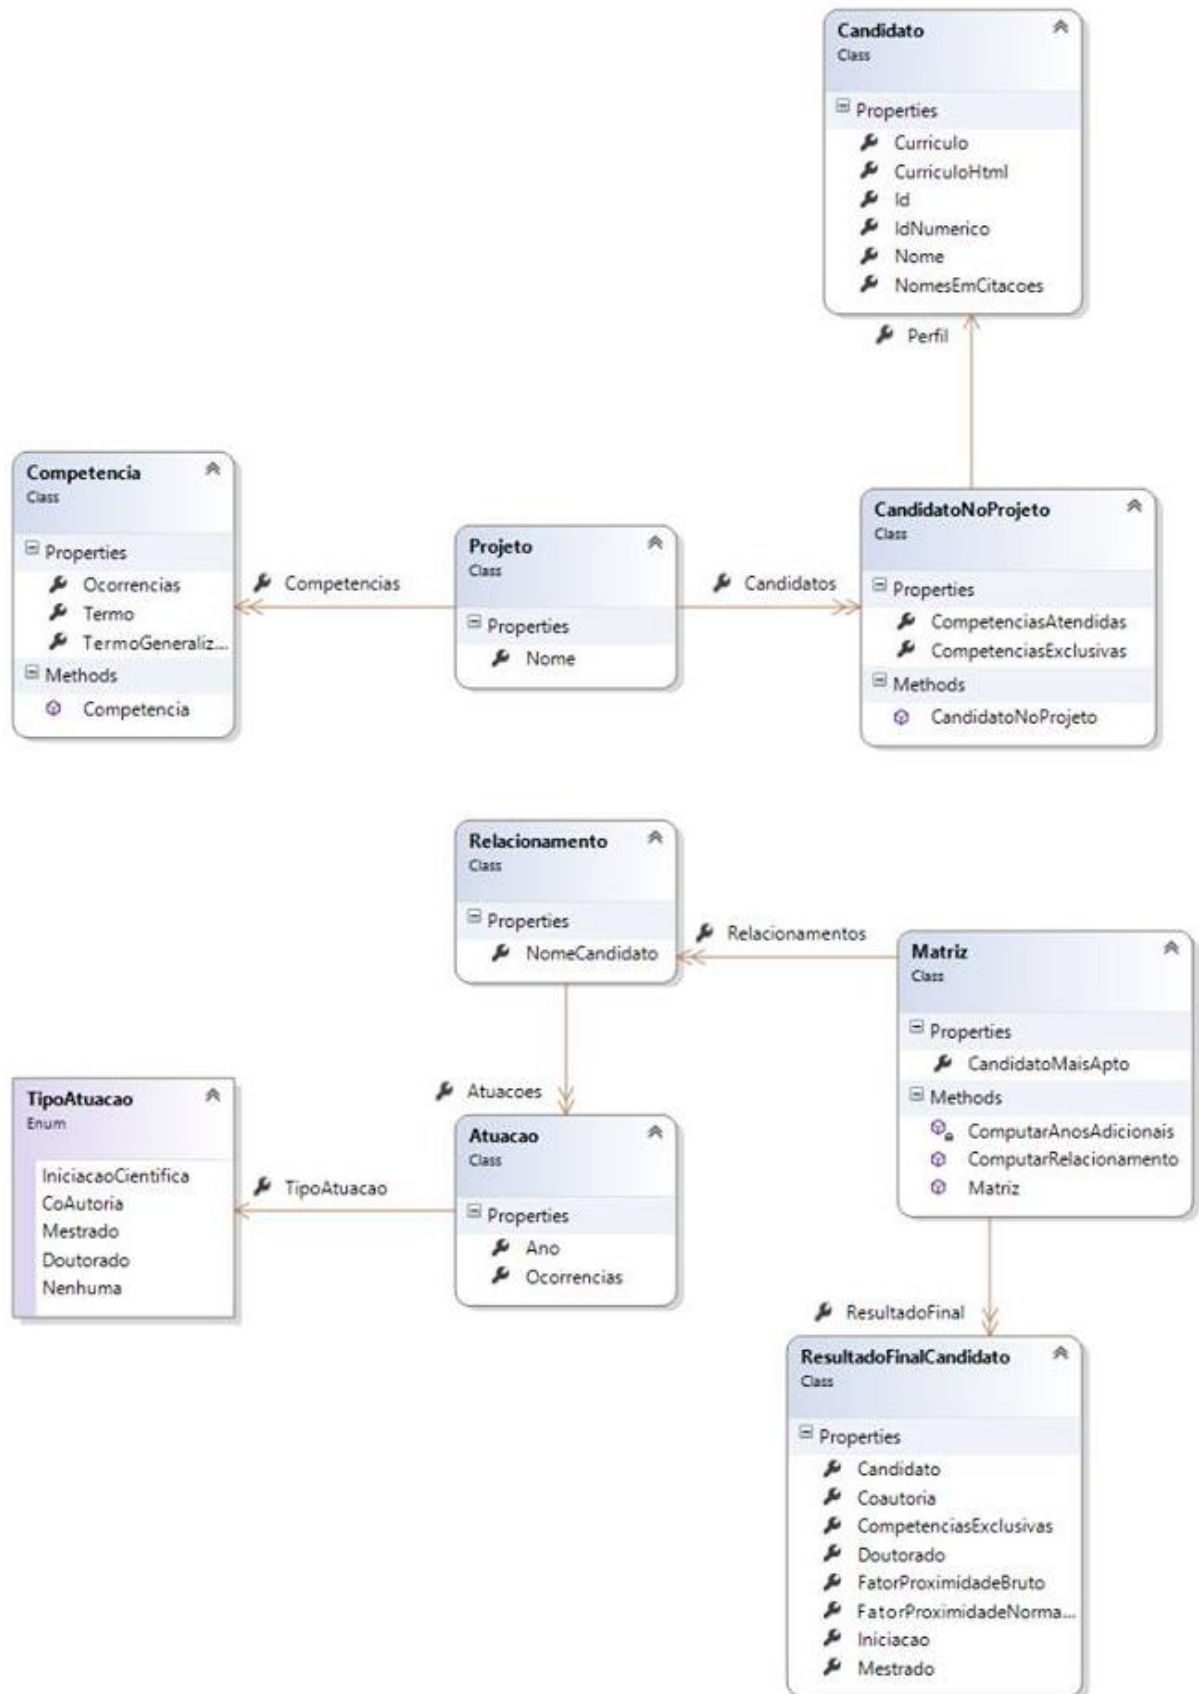 Candidato
Class
Properties
Curriculo
CurriculoHtml
Id
IdNumerico
Nome
NomesEmCitacoes
Perfil
Competencia
Class
Properties
Ocorrencias
Termo
TermoGeneraliz...
Methods
Competencia
Competencias
Projeto
Class
Properties
Nome
Candidatos
CandidatoNoProjeto
Class
Properties
CompetenciasAtendidas
CompetenciasExclusivas
Methods
CandidatoNoProjeto
Relacionamento
Class
Properties
NomeCandidato
Relacionamentos
Matriz
Class
Properties
CandidatoMaisApto
Methods
ComputarAnosAdicionais
ComputarRelacionamento
Matriz
Atuacoes
TipoAtuacao
Enum
IniciacaoCientifica
CoAutoria
Mestrado
Doutorado
Nenhuma
TipoAtuacao
Atuacao
Class
Properties
Ano
Ocorrencias
ResultadoFinal
ResultadoFinalCandidato
Class
Properties
Candidato
Coautoria
CompetenciasExclusivas
Doutorado
FatorProximidadeBruto
FatorProximidadeNorma...
Iniciacao
Mestrado